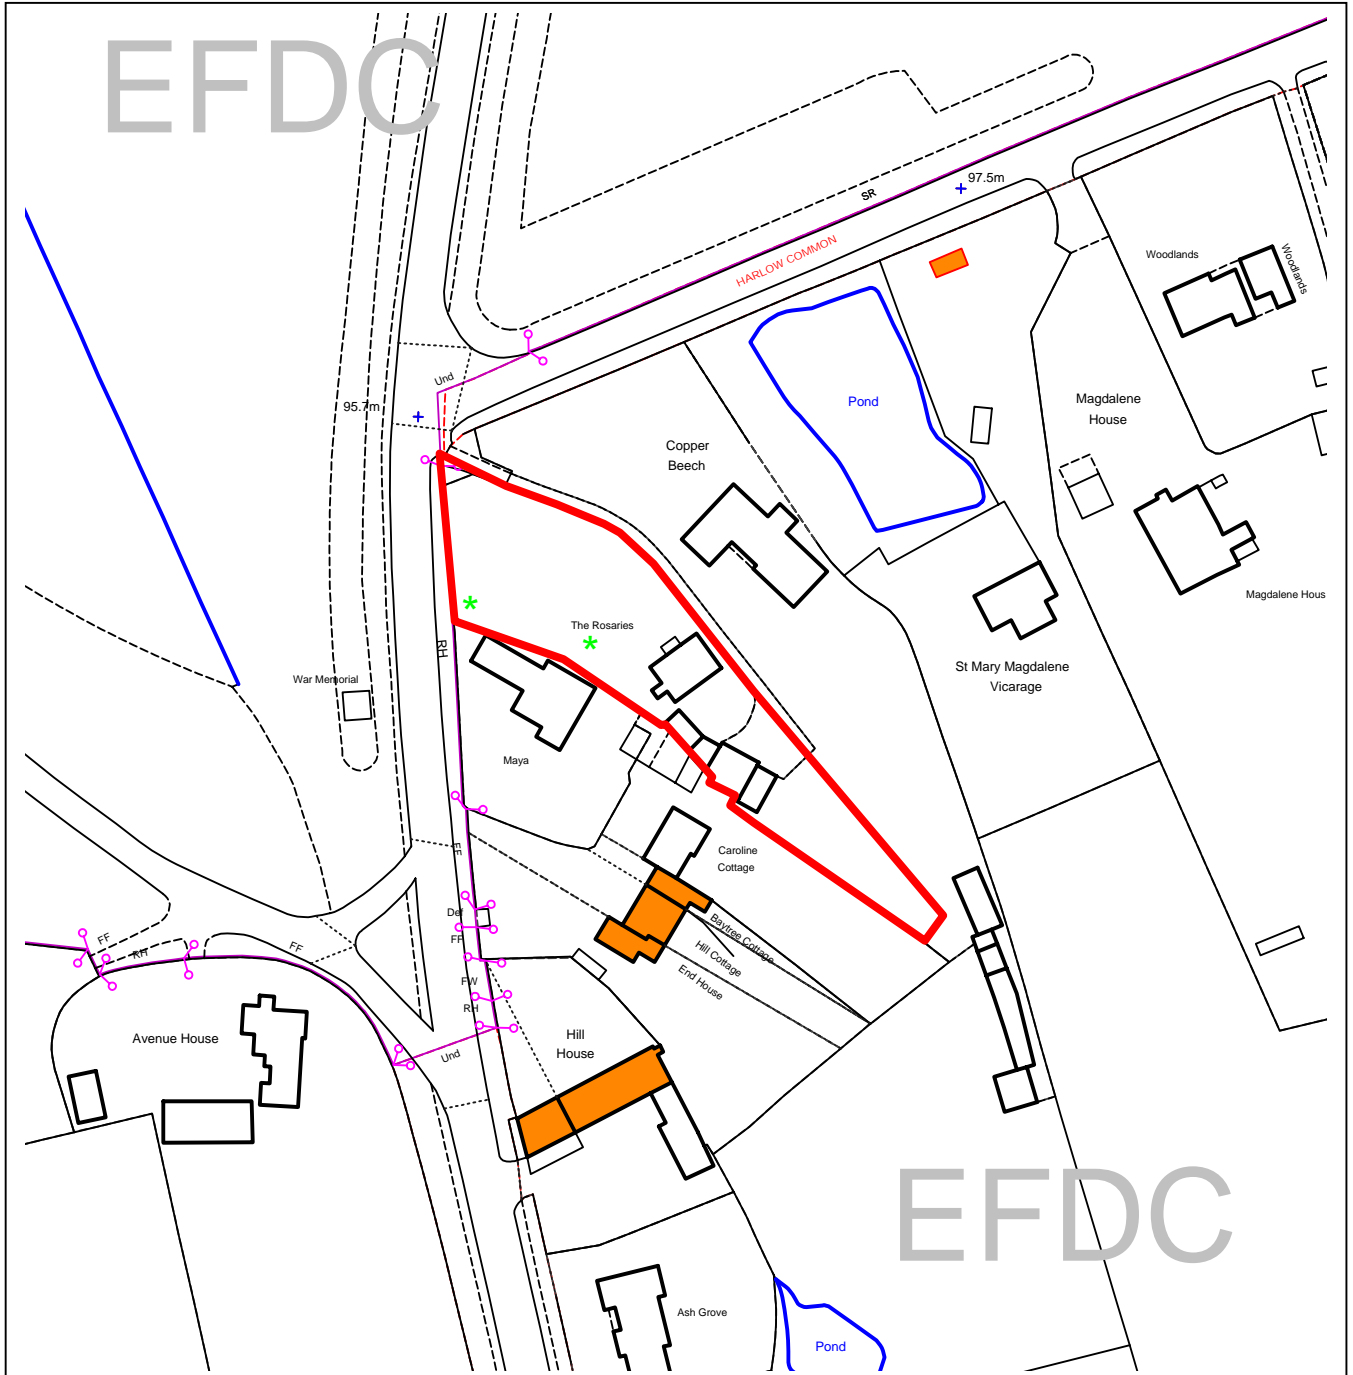 EFDC
97.5m
SR
HARLOW COMMON
Woodlands
Woodlands
Und
95.7m
Pond
Magdalene
House
Copper
Beech
The Rosaries
Magdalene Hous
RH
War Memorial
St Mary Magdalene
Vicarage
Maya
FF
Caroline
Cottage
Def
FF
Baytree Cottage
Hill Cottage
End House
FF
RH
FF
FW
RH
Avenue House
Und
Hill
House
EFDC
Ash Grove
Pond